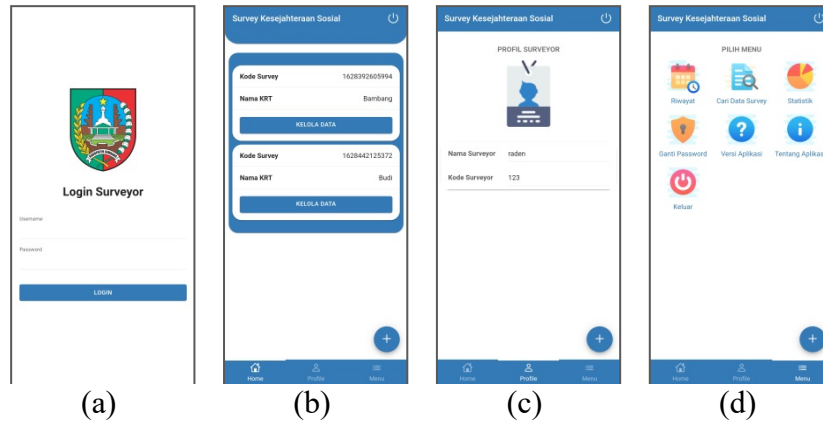 Login Surveyor
Username
Password
LOGIN
(a)
Survey Kesejahteraan Sosial
Kode Survey 1628392605994
Nama KRT Bambang
KELOLA DATA
Kode Survey 1628442125372
Nama KRT Budi
KELOLA DATA
+
Home Profile Menu
(b)
Survey Kesejahteraan Sosial
PROFIL SURVEYOR
Nama Surveyor raden
Kode Surveyor 123
+
Home Profile Menu
(c)
Survey Kesejahteraan Sosial
PILIH MENU
Riwayat Cari Data Survey Statistik
Ganti Password Versi Aplikasi Tentang Aplikas
Keluar
+
Home Profile Menu
(d)